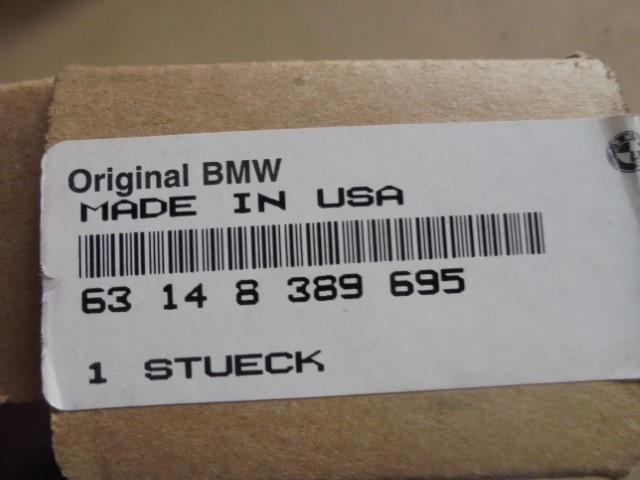 Original BMW
MADE IN USA
63 14 8 389 695
1 STUECK